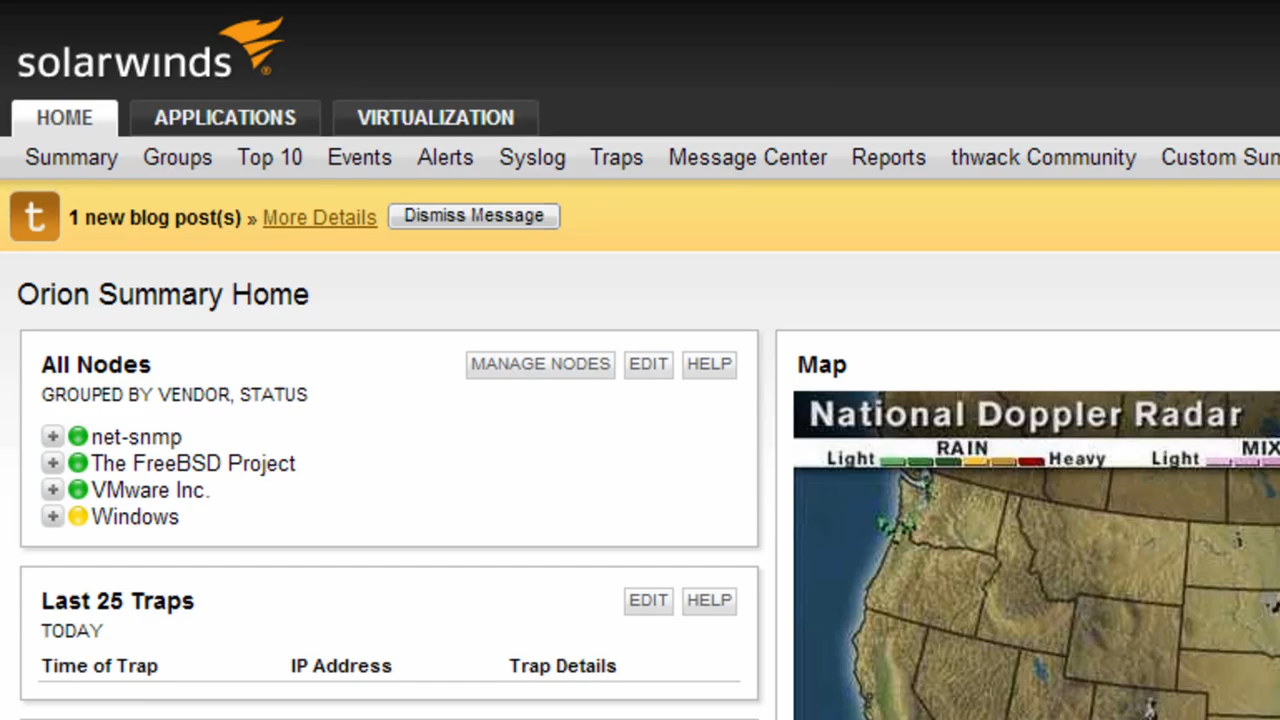 solarwinds
HOME APPLICATIONS VIRTUALIZATION
Summary Groups Top 10 Events Alerts Syslog Traps Message Center Reports thwack Community Custom Sum
t 1 new blog post(s) » More Details Dismiss Message
Orion Summary Home
All Nodes MANAGE NODES EDIT HELP
GROUPED BY VENDOR, STATUS
net-snmp
The FreeBSD Project
VMware Inc.
Windows
Last 25 Traps EDIT HELP
TODAY
Time of Trap IP Address Trap Details
Map
National Doppler Radar
RAIN MIX
Light Heavy Light